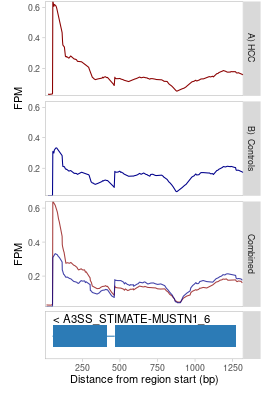 0.6
0.4
0.2
FPM
A) HCC
0.6
0.4
0.2
FPM
B) Controls
0.6
0.4
0.2
FPM
Combined
< A3SS_STIMATE-MUSTN1_6
250 500 750 1000 1250
Distance from region start (bp)